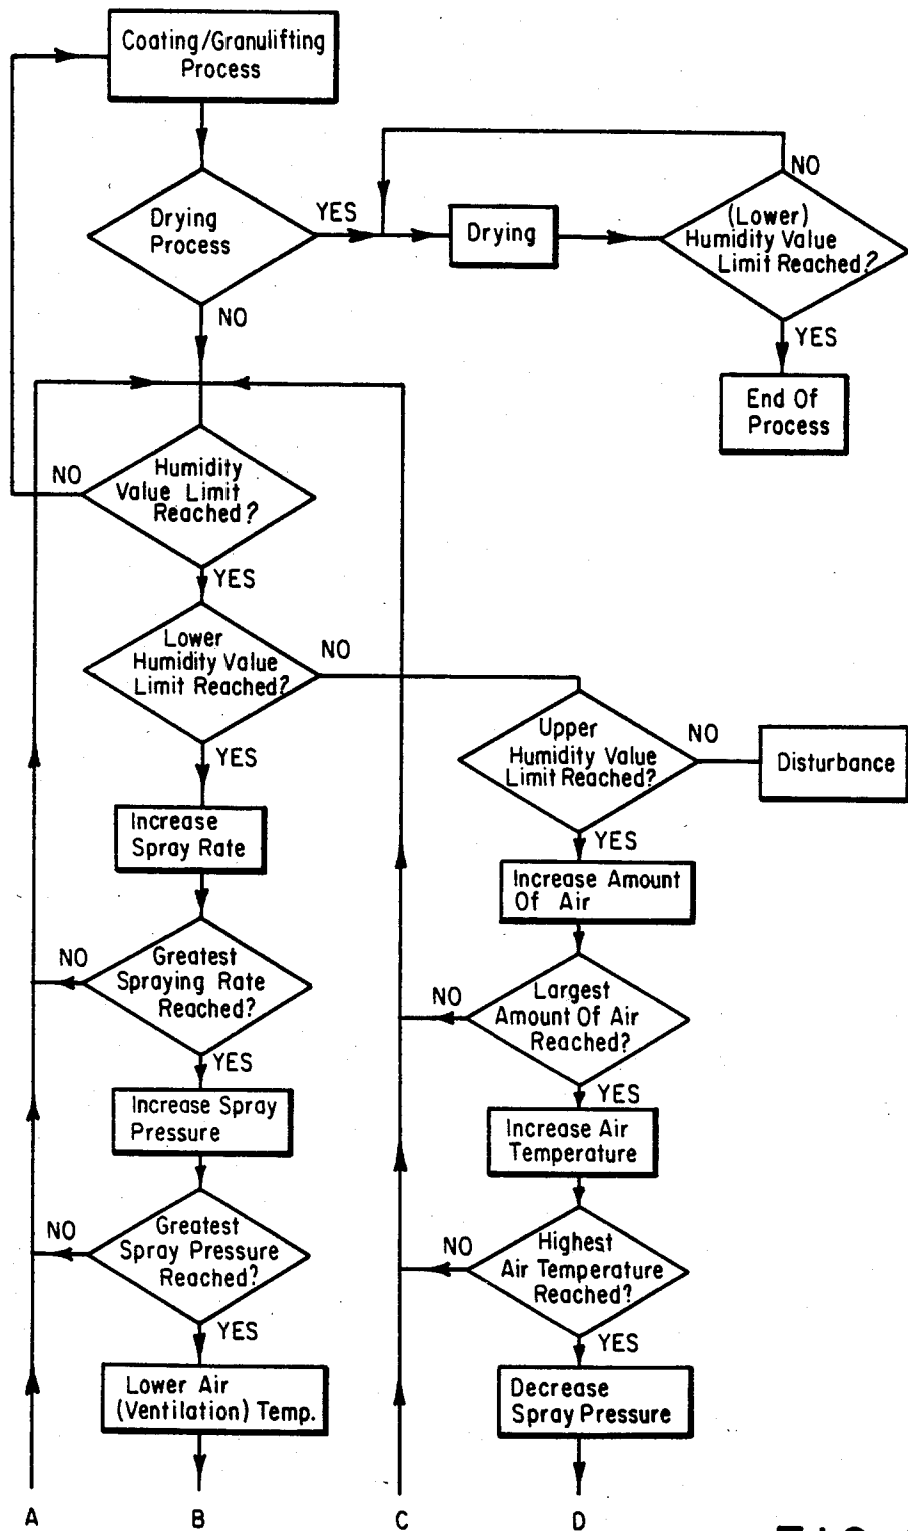 Coating/Granulifting
Process
Drying
Process
YES
Drying
NO
(Lower)
Humidity Value
Limit Reached?
YES
End Of
Process
NO
Humidity
Value Limit
Reached?
NO
YES
Lower
Humidity Value
Limit Reached?
NO
YES
Upper
Humidity Value
Limit Reached?
NO
Disturbance
YES
Increase
Spray Rate
Increase Amount
Of Air
Greatest
Spraying Rate
Reached?
NO
YES
Largest
Amount Of Air
Reached?
NO
YES
Increase Spray
Pressure
Increase Air
Temperature
Greatest
Spray Pressure
Reached?
NO
YES
Highest
Air Temperature
Reached?
NO
YES
Lower Air
(Ventilation) Temp.
Decrease
Spray Pressure
A
B
C
D